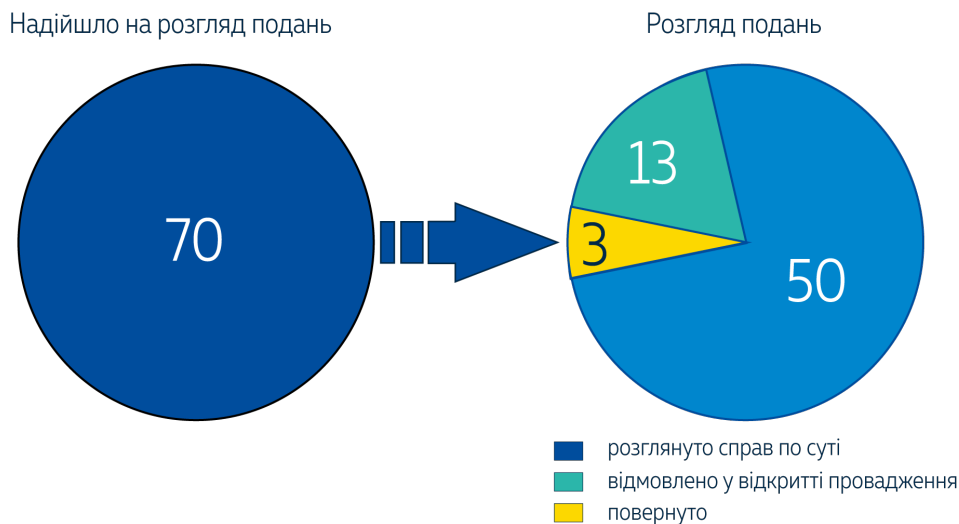 Надійшло на розгляд подань
Розгляд подань
70
13
3
50
розглянуто справ по суті
відмовлено у відкритті провадження
повернуто